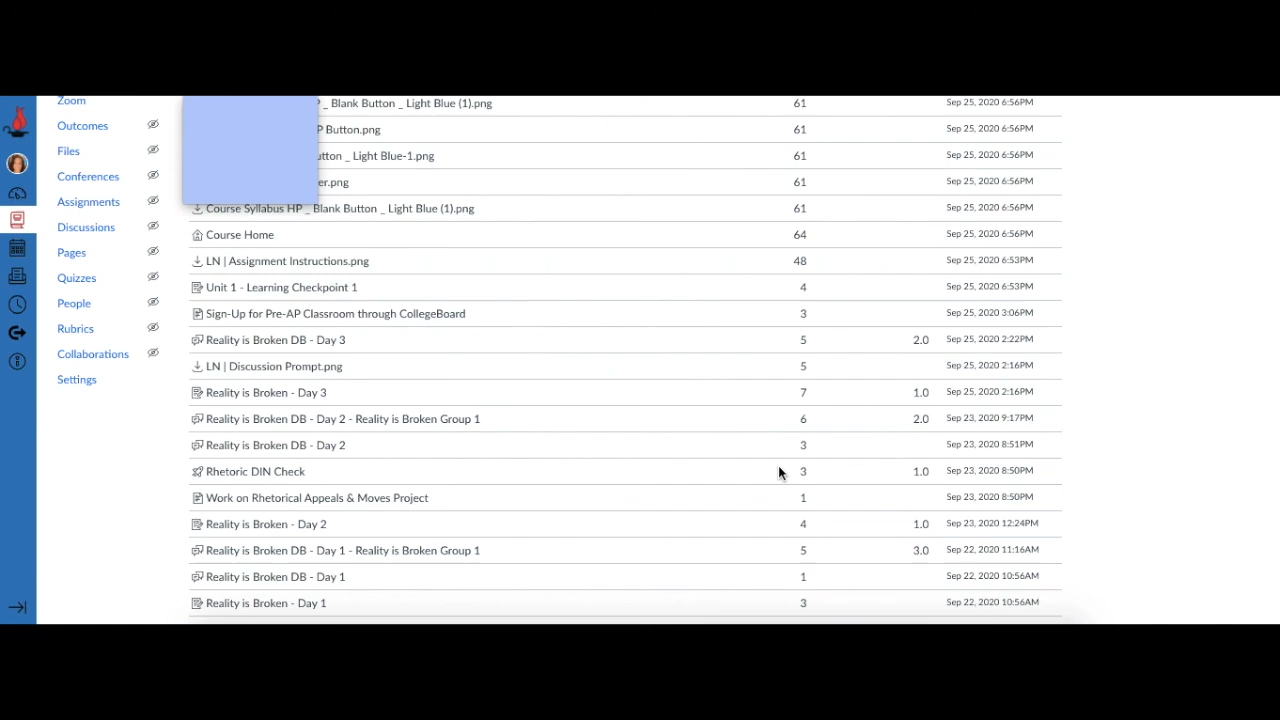 Zoom
Outcomes
Files
Conferences
Assignments
Discussions
Pages
Quizzes
People
Rubrics
Collaborations
Settings
_ Blank Button _ Light Blue (1).png 61 Sep 25, 2020 6:56PM
P Button.png 61 Sep 25, 2020 6:56PM
utton _ Light Blue-1.png 61 Sep 25, 2020 6:56PM
er.png 61 Sep 25, 2020 6:56PM
Course Syllabus HP _ Blank Button _ Light Blue (1).png 61 Sep 25, 2020 6:56PM
Course Home 64 Sep 25, 2020 6:56PM
LN | Assignment Instructions.png 48 Sep 25, 2020 6:53PM
Unit 1 - Learning Checkpoint 1 4 Sep 25, 2020 6:53PM
Sign-Up for Pre-AP Classroom through CollegeBoard 3 Sep 25, 2020 3:06PM
Reality is Broken DB - Day 3 5 2.0 Sep 25, 2020 2:22PM
LN | Discussion Prompt.png 5 Sep 25, 2020 2:16PM
Reality is Broken - Day 3 7 1.0 Sep 25, 2020 2:16PM
Reality is Broken DB - Day 2 - Reality is Broken Group 1 6 2.0 Sep 23, 2020 9:17PM
Reality is Broken DB - Day 2 3 Sep 23, 2020 8:51PM
Rhetoric DIN Check 3 1.0 Sep 23, 2020 8:50PM
Work on Rhetorical Appeals & Moves Project 1 Sep 23, 2020 8:50PM
Reality is Broken - Day 2 4 1.0 Sep 23, 2020 12:24PM
Reality is Broken DB - Day 1 - Reality is Broken Group 1 5 3.0 Sep 22, 2020 11:16AM
Reality is Broken DB - Day 1 1 Sep 22, 2020 10:56AM
Reality is Broken - Day 1 3 Sep 22, 2020 10:56AM